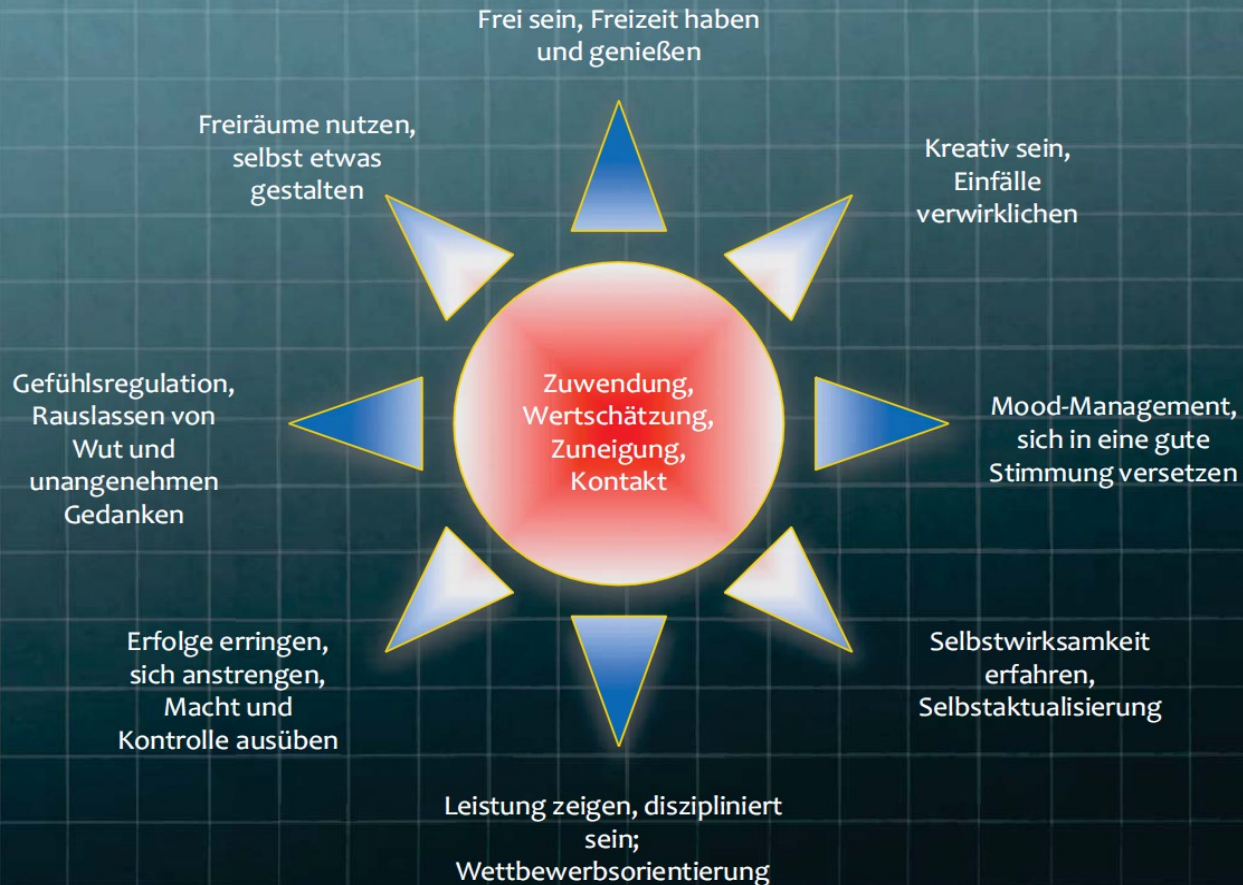 Frei sein, Freizeit haben
und genießen
Freiräume nutzen,
selbst etwas
gestalten
Kreativ sein,
Einfälle
verwirklichen
Gefühlsregulation,
Rauslassen von
Wut und
unangenehmen
Gedanken
Zuwendung,
Wertschätzung,
Zuneigung,
Kontakt
Mood-Management,
sich in eine gute
Stimmung versetzen
Erfolge erringen,
sich anstrengen,
Macht und
Kontrolle ausüben
Selbstwirksamkeit
erfahren,
Selbstaktualisierung
Leistung zeigen, diszipliniert
sein;
Wettbewerbsorientierung